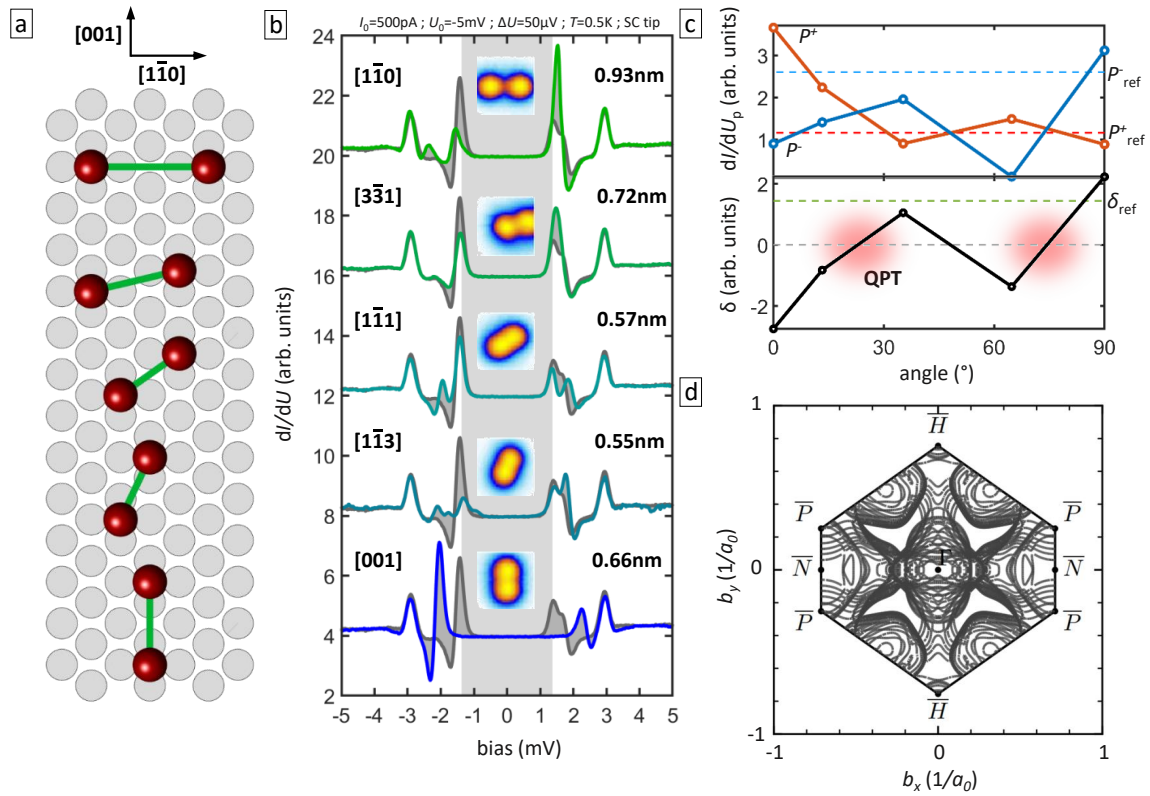 a
[001]
[11̅0]
b
I₀=500pA ; U₀=-5mV ; ΔU=50µV ; T=0.5K ; SC tip
24
22
20
18
16
14
12
10
8
6
4
2
dI/dU (arb. units)
[11̅0]
0.93nm
[33̅1]
0.72nm
[11̅1]
0.57nm
[11̅3]
0.55nm
[001]
0.66nm
-5
-4
-3
-2
-1
0
1
2
3
4
5
bias (mV)
c
3
2
1
dI/dUₚ (arb. units)
P⁺
P⁻
P⁻ref
P⁺ref
2
0
-2
δ (arb. units)
δref
QPT
0
30
60
90
angle (°)
d
1
0
-1
b_y (1/a₀)
H̅
P̅
P̅
N̅
N̅
P̅
P̅
H̅
-1
0
1
bₓ (1/a₀)